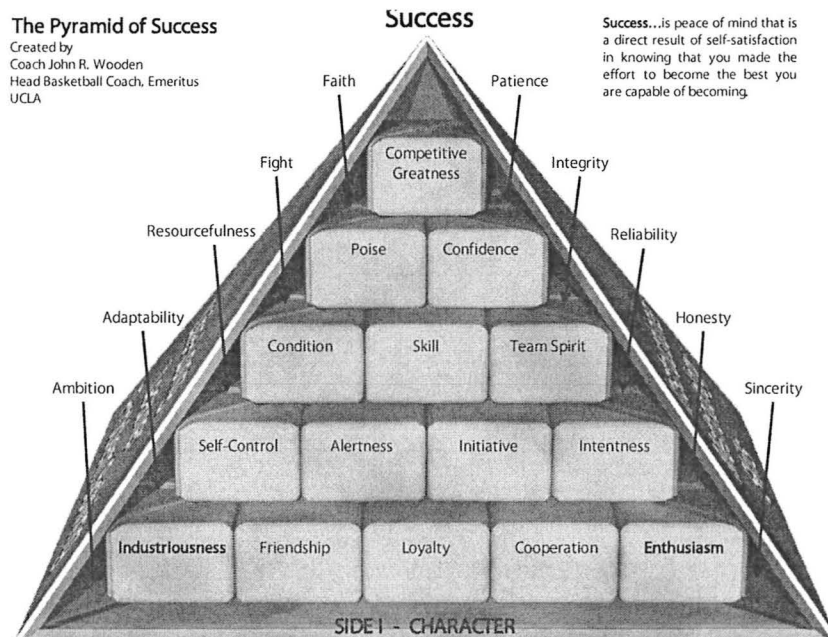 The Pyramid of Success
Created by
Coach John R. Wooden
Head Basketball Coach, Emeritus
UCLA
Success
Success...is peace of mind that is
a direct result of self-satisfaction
in knowing that you made the
effort to become the best you
are capable of becoming.
Faith
Patience
Competitive
Greatness
Fight
Integrity
Resourcefulness
Poise
Confidence
Reliability
Adaptability
Condition
Skill
Team Spirit
Honesty
Ambition
Sincerity
Self-Control
Alertness
Initiative
Intentness
Industriousness
Friendship
Loyalty
Cooperation
Enthusiasm
SIDE I - CHARACTER